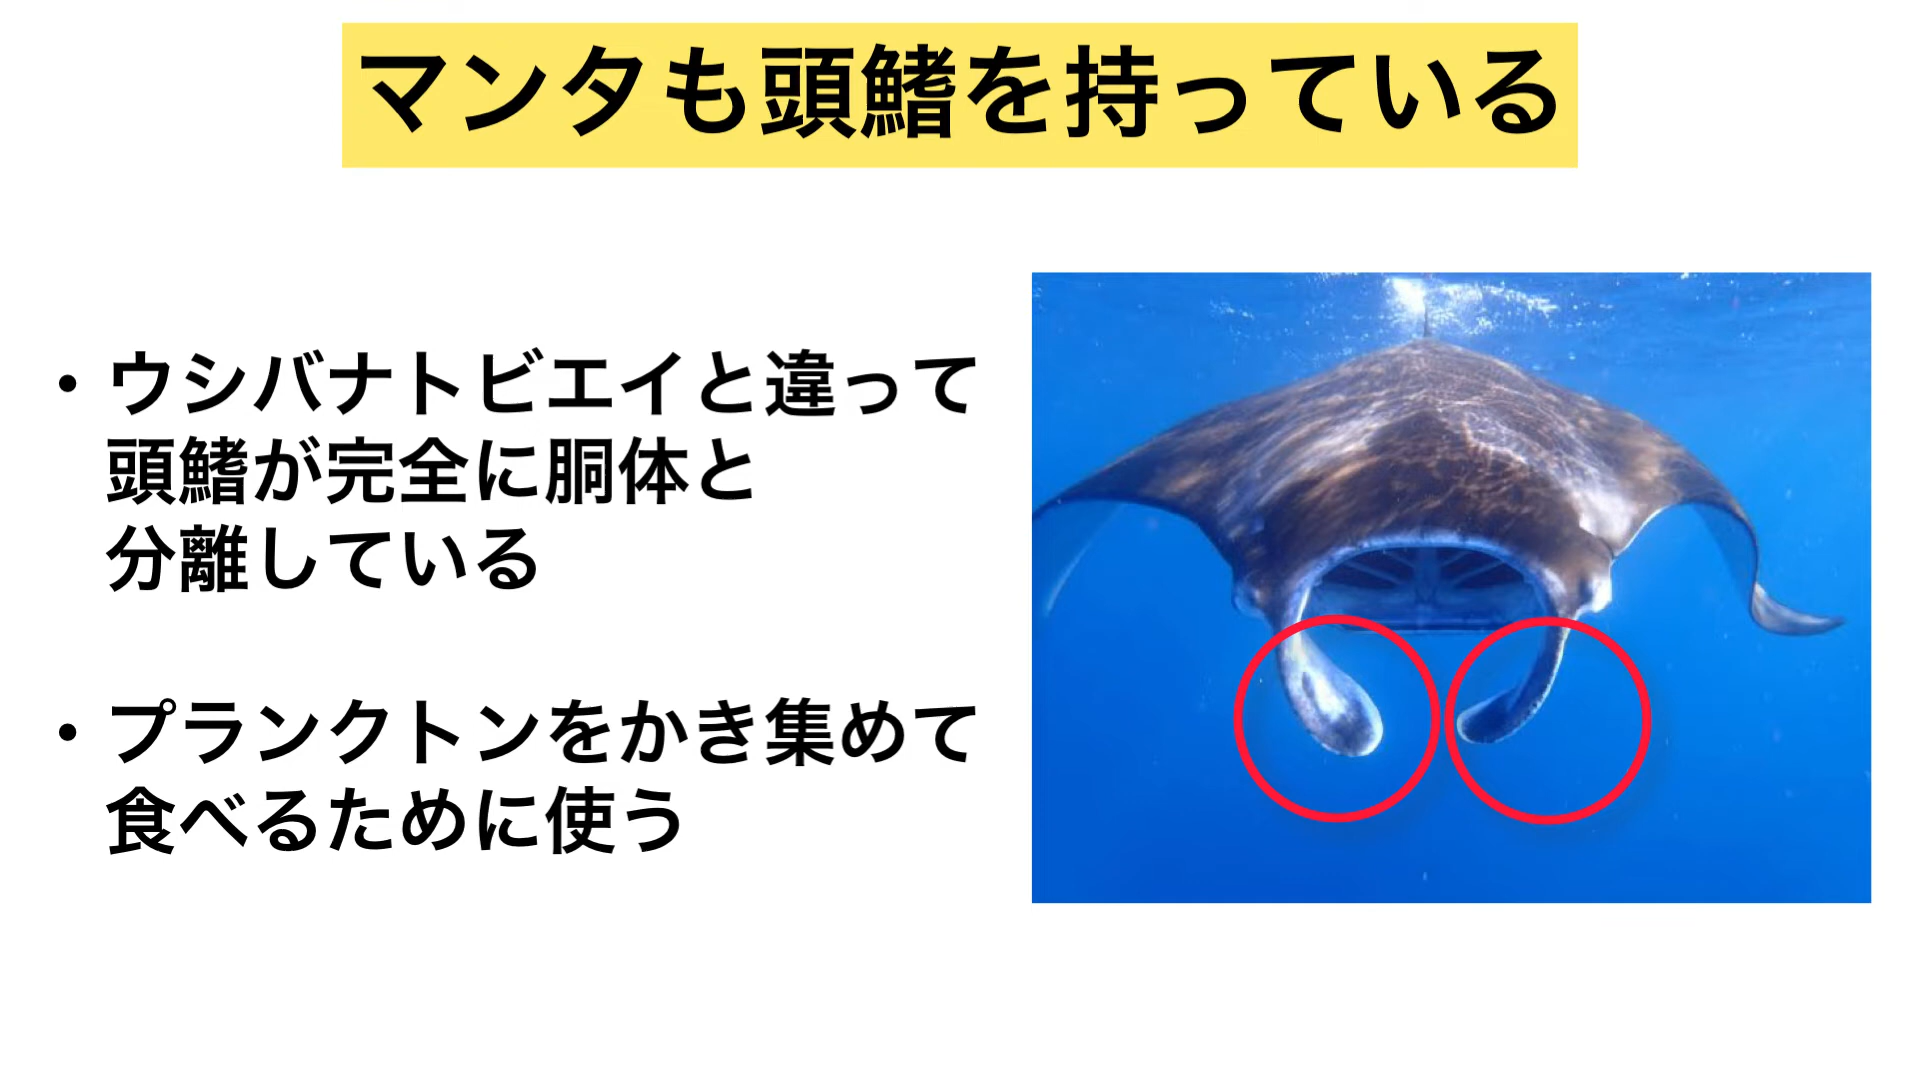 マンタも頭鰭を持っている
・ウシバナトビエイと違って
頭鰭が完全に胴体と
分離している
・プランクトンをかき集めて
食べるために使う